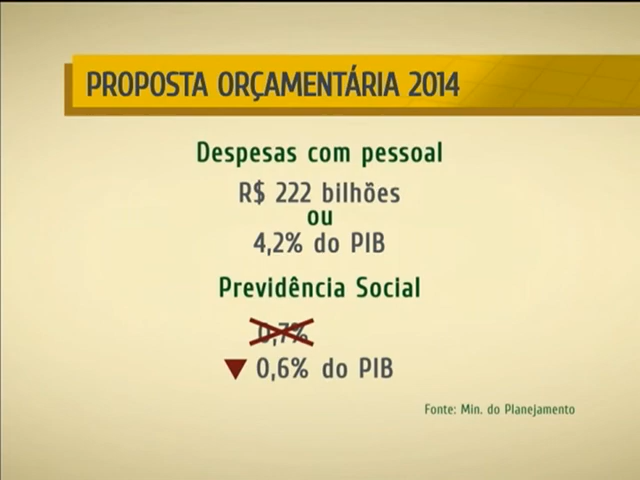 PROPOSTA ORÇAMENTÁRIA 2014
Despesas com pessoal
R$ 222 bilhões
ou
4,2% do PIB
Previdência Social
0,7%
0,6% do PIB
Fonte: Min. do Planejamento